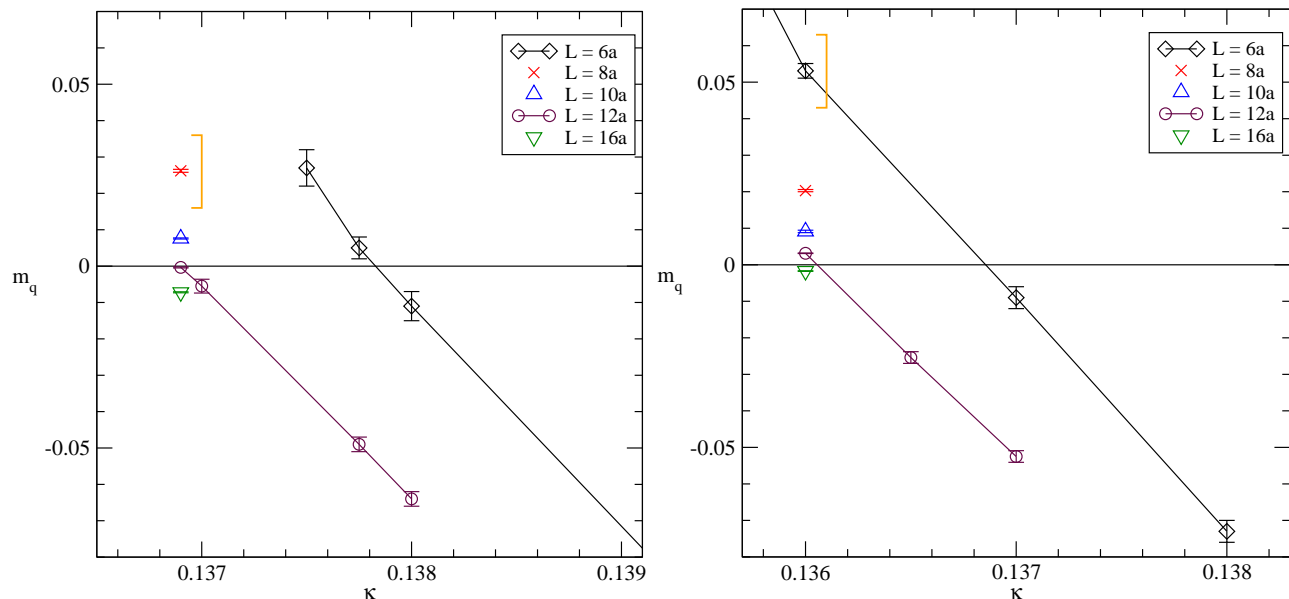 L = 6a
L = 8a
L = 10a
L = 12a
L = 16a
0.05
0
-0.05
m_q
0.137
0.138
0.139
κ
L = 6a
L = 8a
L = 10a
L = 12a
L = 16a
0.05
0
-0.05
m_q
0.136
0.137
0.138
κ